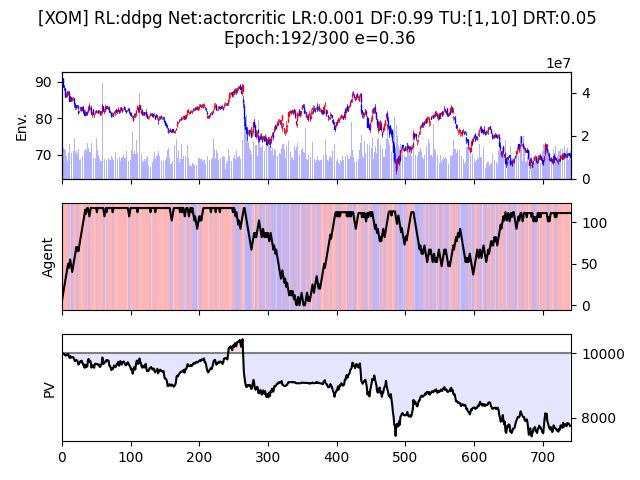 [XOM] RL:ddpg Net:actorcritic LR:0.001 DF:0.99 TU:[1,10] DRT:0.05
Epoch:192/300 e=0.36
1e7
90
80
70
Env.
4
2
0
Agent
100
50
0
PV
10000
8000
0 100 200 300 400 500 600 700